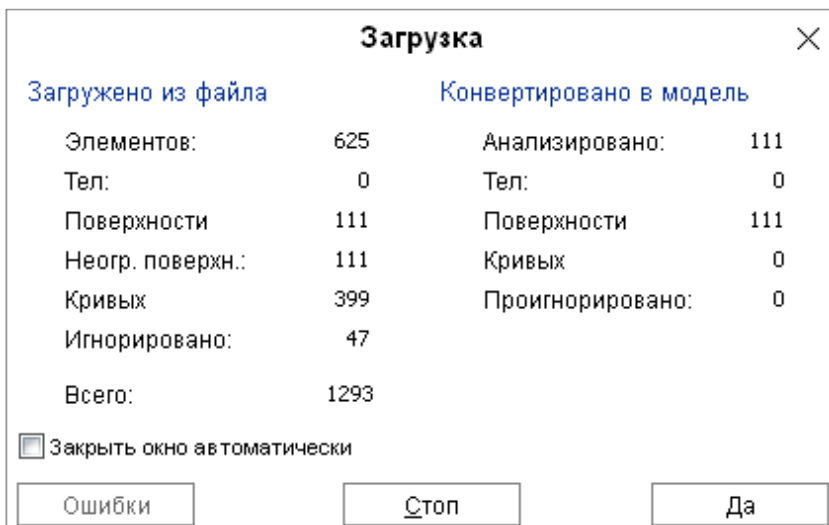 Загрузка
Загружено из файла Конвертировано в модель
Элементов: 625 Анализировано: 111
Тел: 0 Тел: 0
Поверхности 111 Поверхности 111
Неогр. поверхн.: 111 Кривых 0
Кривых 399 Проигнорировано: 0
Игнорировано: 47
Всего: 1293
Закрыть окно автоматически
Ошибки Стоп Да